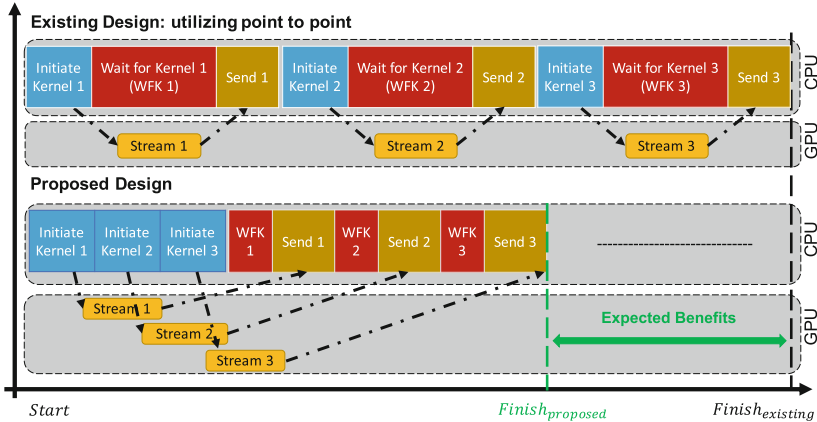 Existing Design: utilizing point to point
Initiate
Kernel 1
Wait for Kernel 1
(WFK 1)
Send 1
Initiate
Kernel 2
Wait for Kernel 2
(WFK 2)
Send 2
Initiate
Kernel 3
Wait for Kernel 3
(WFK 3)
Send 3
CPU
Stream 1
Stream 2
Stream 3
GPU
Proposed Design
Initiate
Kernel 1
Initiate
Kernel 2
Initiate
Kernel 3
WFK
1
Send 1
WFK
2
Send 2
WFK
3
Send 3
CPU
Stream 1
Stream 2
Stream 3
Expected Benefits
GPU
Start
Finish_proposed
Finish_existing